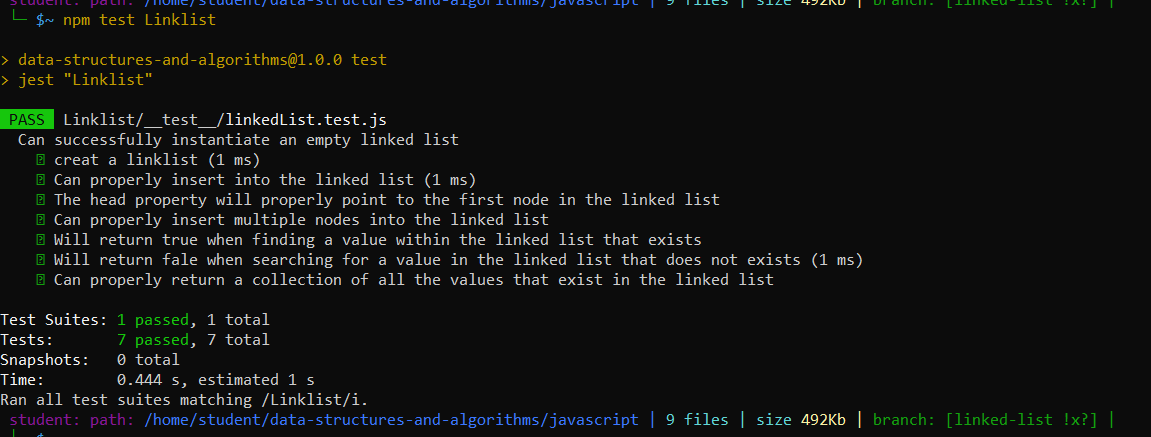 student: path: /home/student/data-structures-and-algorithms/javascript | 9 files | size 492Kb | branch: [linked-list !x?] |
└─ $~ npm test Linklist
> data-structures-and-algorithms@1.0.0 test
> jest "Linklist"
PASS Linklist/__test__/linkedList.test.js
Can successfully instantiate an empty linked list
creat a linklist (1 ms)
Can properly insert into the linked list (1 ms)
The head property will properly point to the first node in the linked list
Can properly insert multiple nodes into the linked list
Will return true when finding a value within the linked list that exists
Will return fale when searching for a value in the linked list that does not exists (1 ms)
Can properly return a collection of all the values that exist in the linked list
Test Suites: 1 passed, 1 total
Tests: 7 passed, 7 total
Snapshots: 0 total
Time: 0.444 s, estimated 1 s
Ran all test suites matching /Linklist/i.
student: path: /home/student/data-structures-and-algorithms/javascript | 9 files | size 492Kb | branch: [linked-list !x?] |